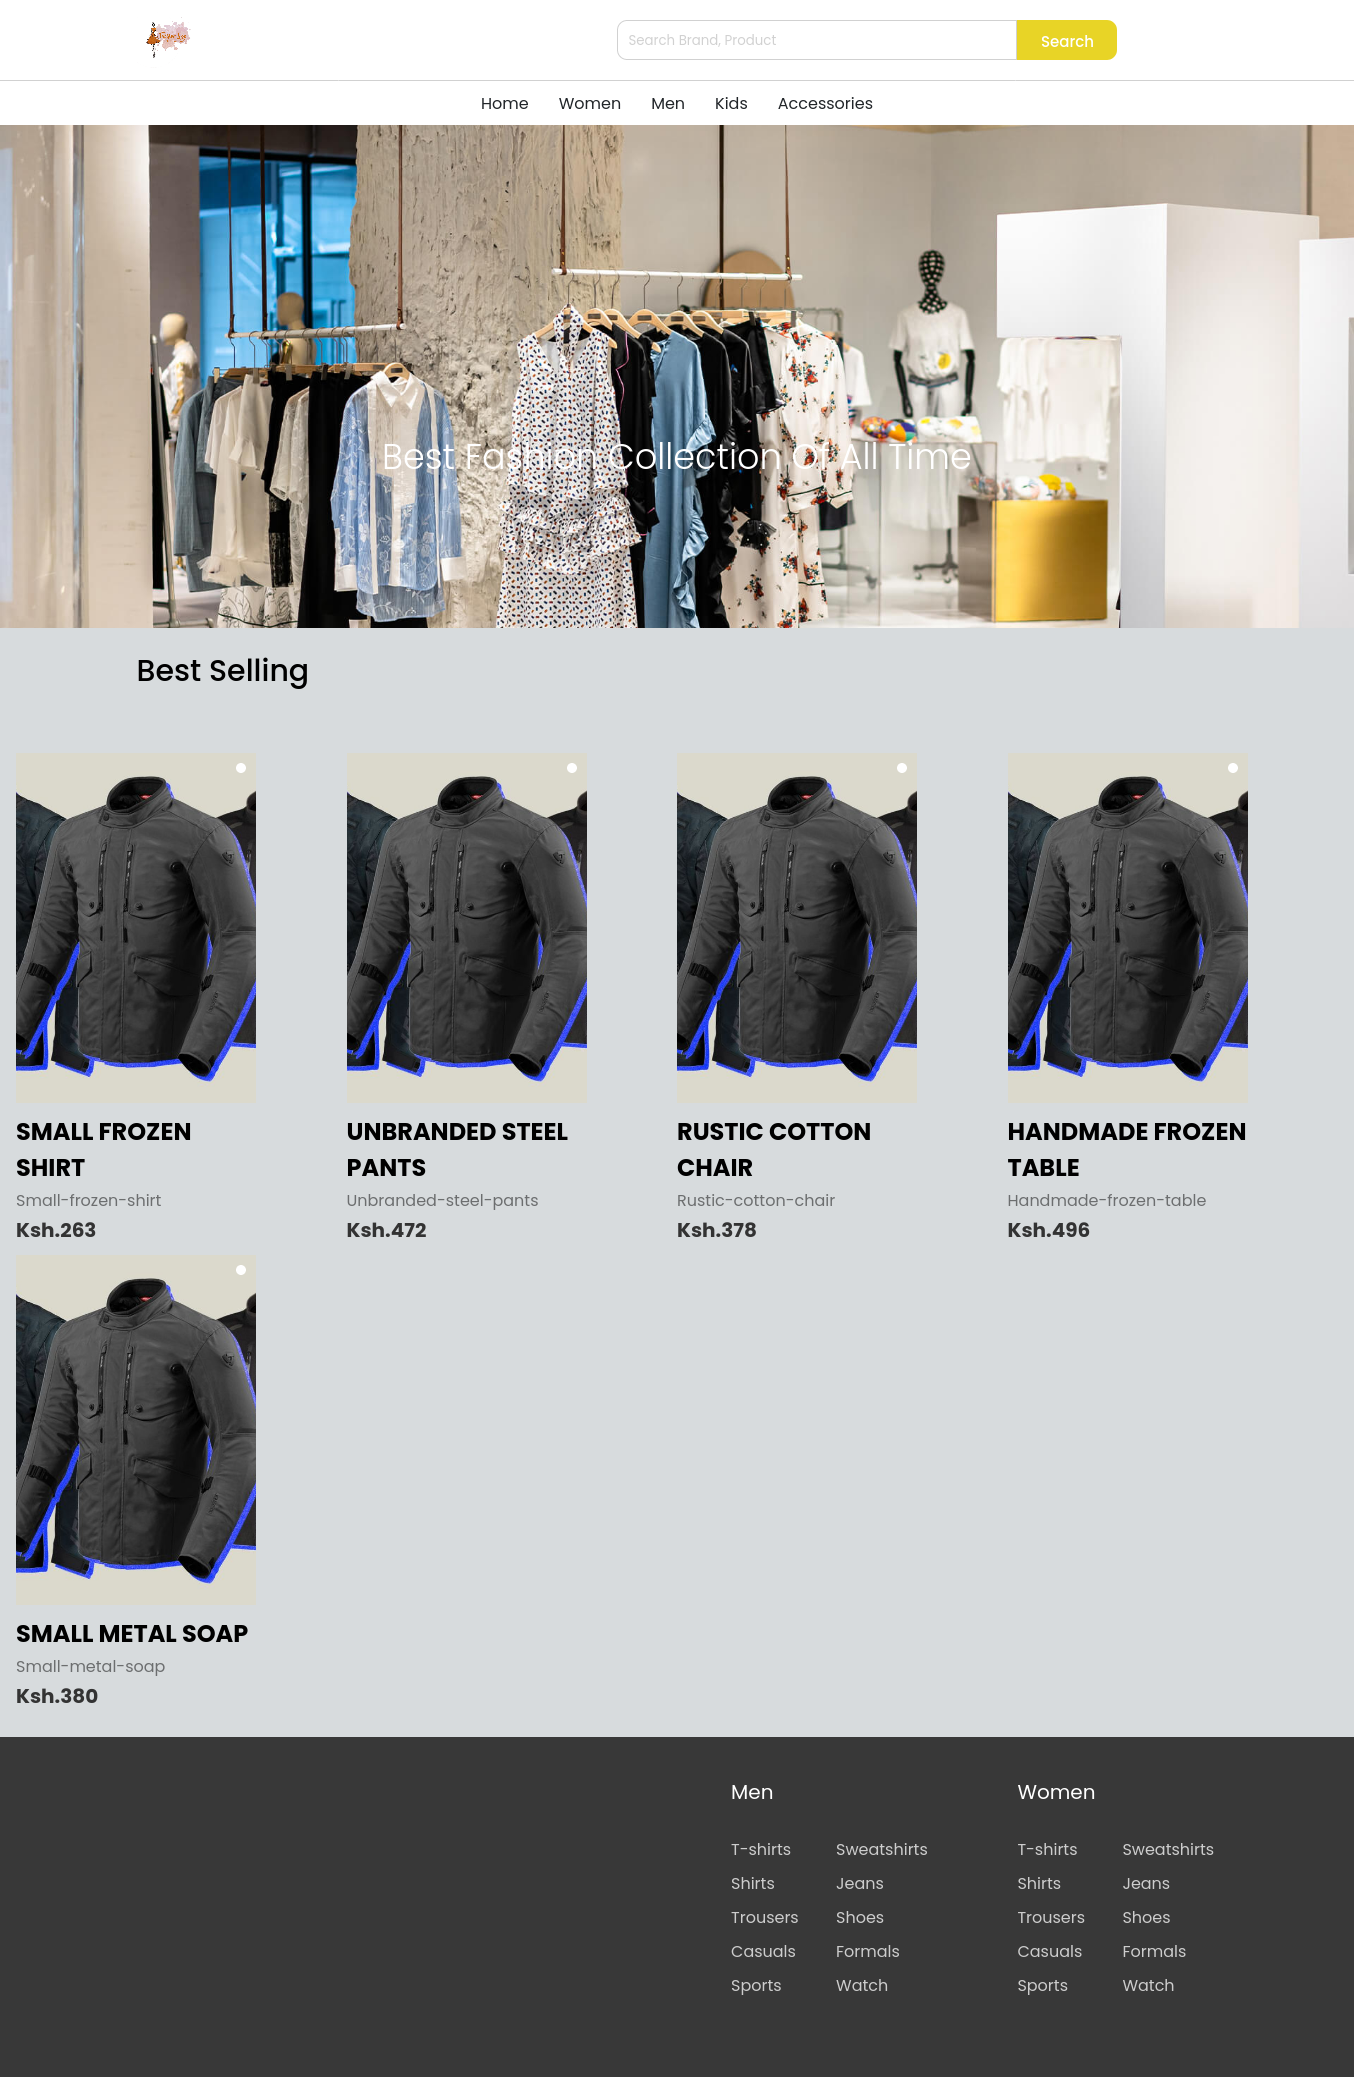 Search Brand, Product
Search
Home Women Men Kids Accessories
Best Fashion Collection Of All Time
Best Selling
SMALL FROZEN
SHIRT
Small-frozen-shirt
Ksh.263
UNBRANDED STEEL
PANTS
Unbranded-steel-pants
Ksh.472
RUSTIC COTTON
CHAIR
Rustic-cotton-chair
Ksh.378
HANDMADE FROZEN
TABLE
Handmade-frozen-table
Ksh.496
SMALL METAL SOAP
Small-metal-soap
Ksh.380
Men
T-shirts Sweatshirts
Shirts Jeans
Trousers Shoes
Casuals Formals
Sports Watch
Women
T-shirts Sweatshirts
Shirts Jeans
Trousers Shoes
Casuals Formals
Sports Watch